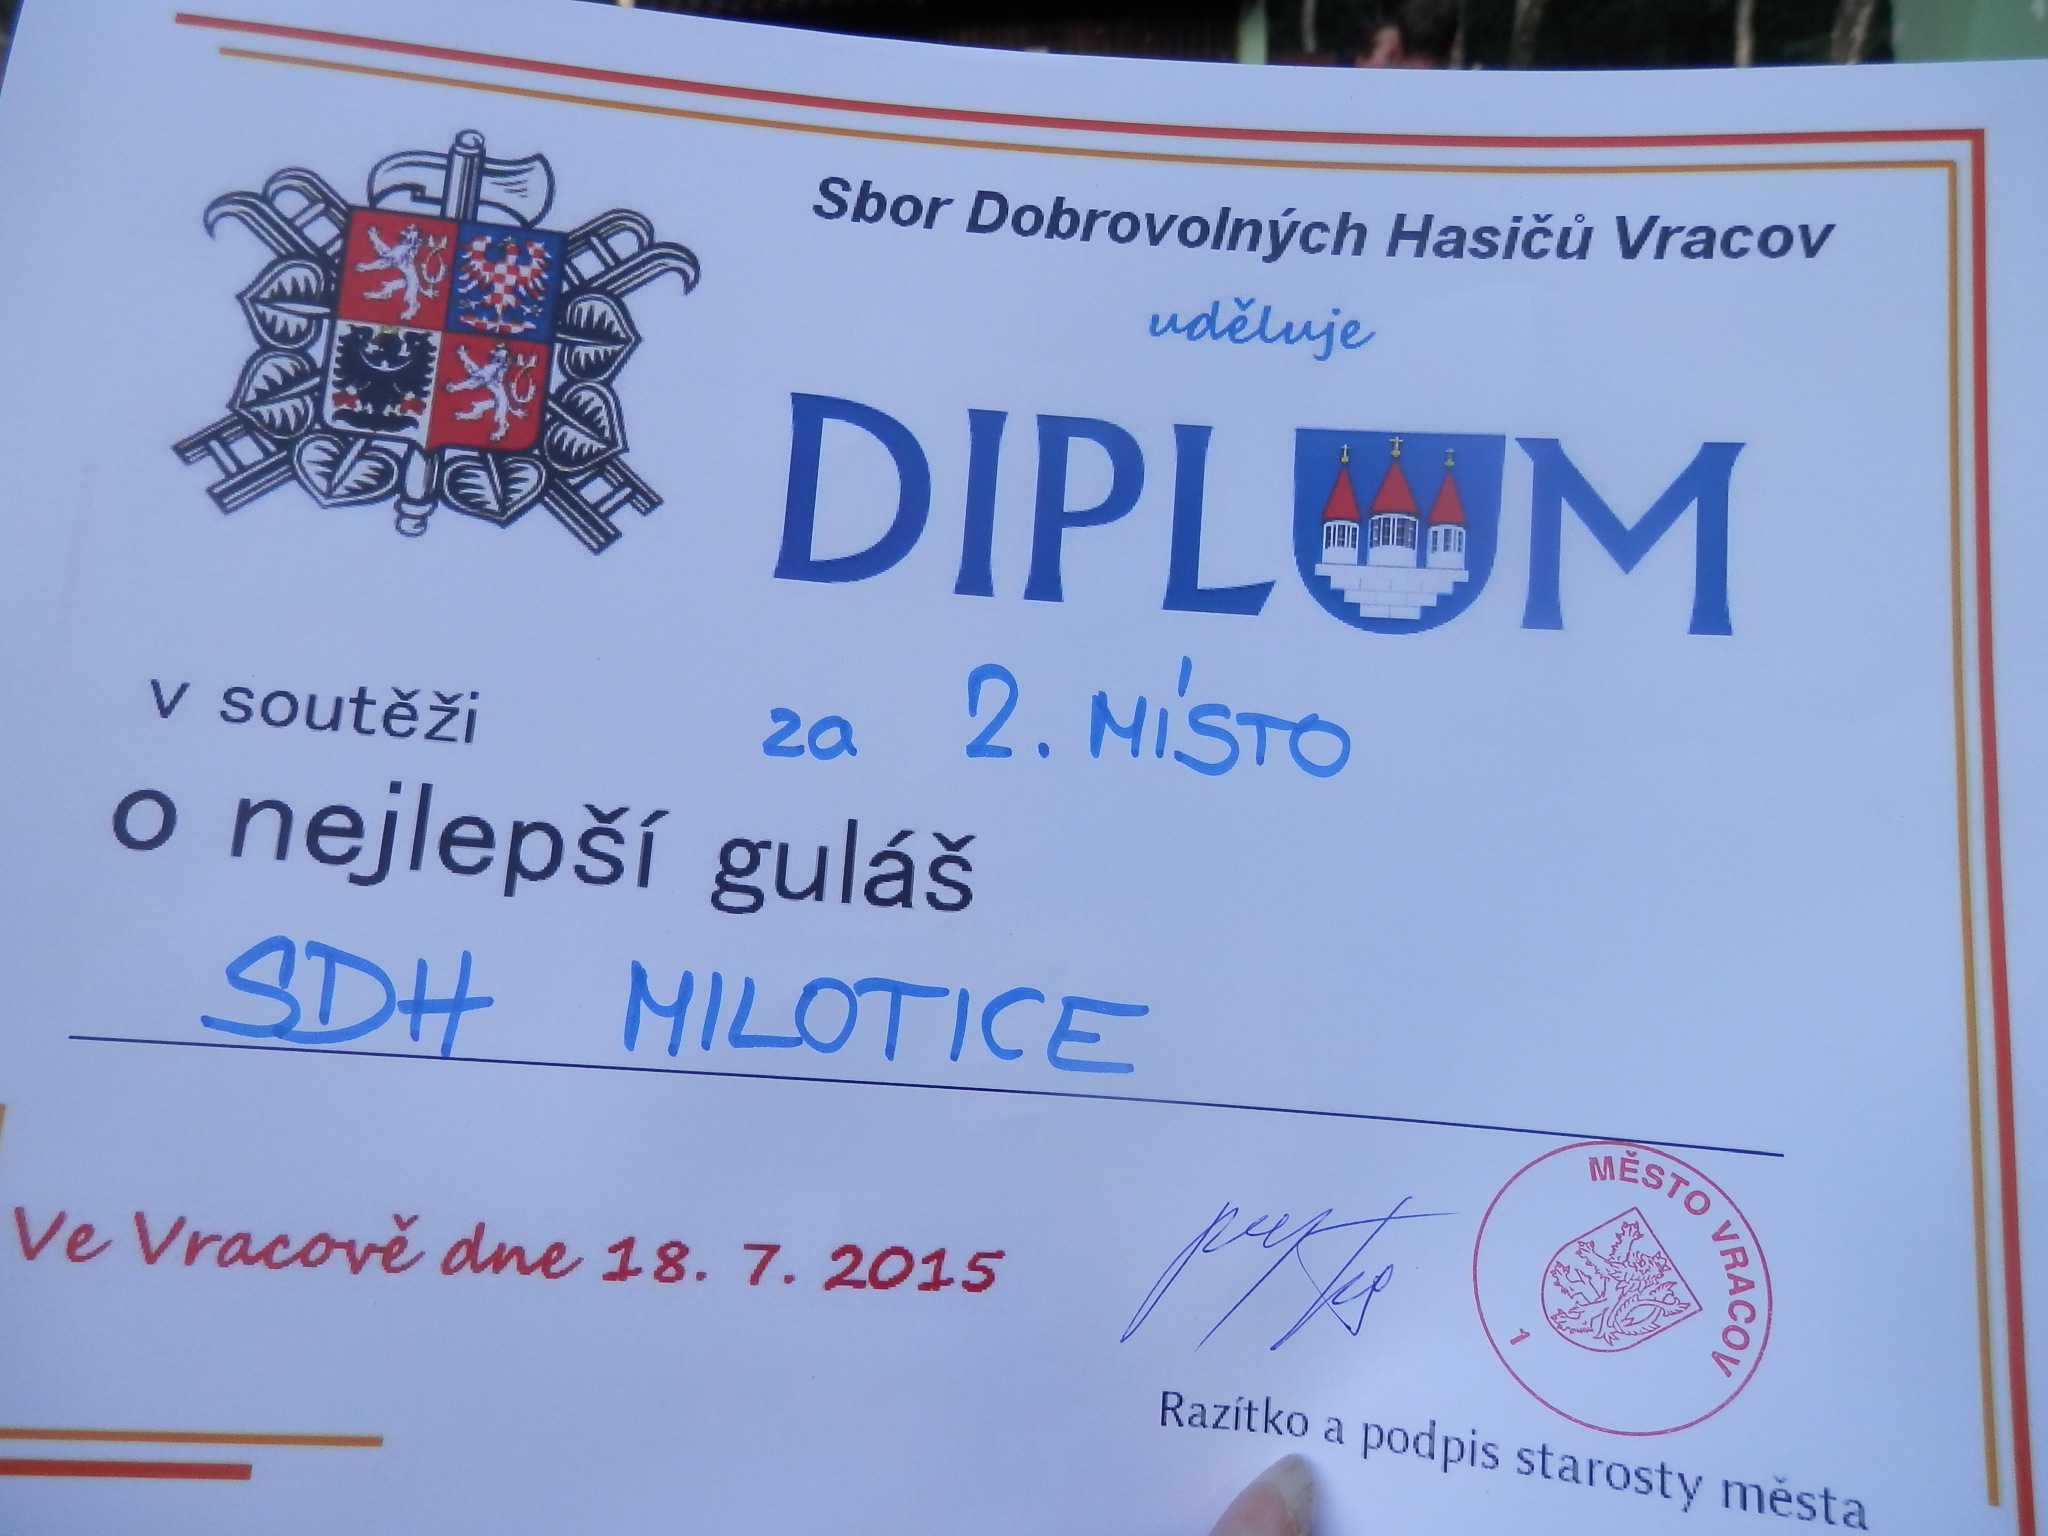 Sbor Dobrovolných Hasičů Vracov
uděluje
DIPLUM
v soutěži za 2. MÍSTO
o nejlepší guláš
SDH MILOTICE
Ve Vracově dne 18. 7. 2015
MĚSTO VRACOV
1
Razítko a podpis starosty města